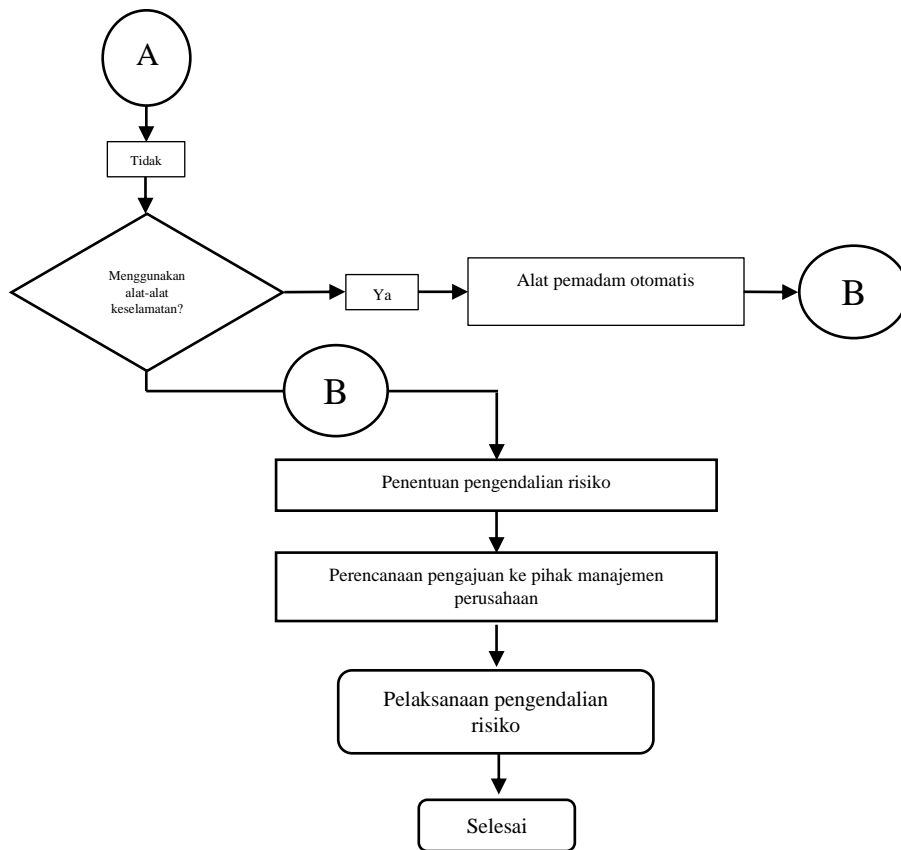 A
Tidak
Menggunakan
alat-alat
keselamatan?
Ya
Alat pemadam otomatis
B
B
Penentuan pengendalian risiko
Perencanaan pengajuan ke pihak manajemen
perusahaan
Pelaksanaan pengendalian
risiko
Selesai